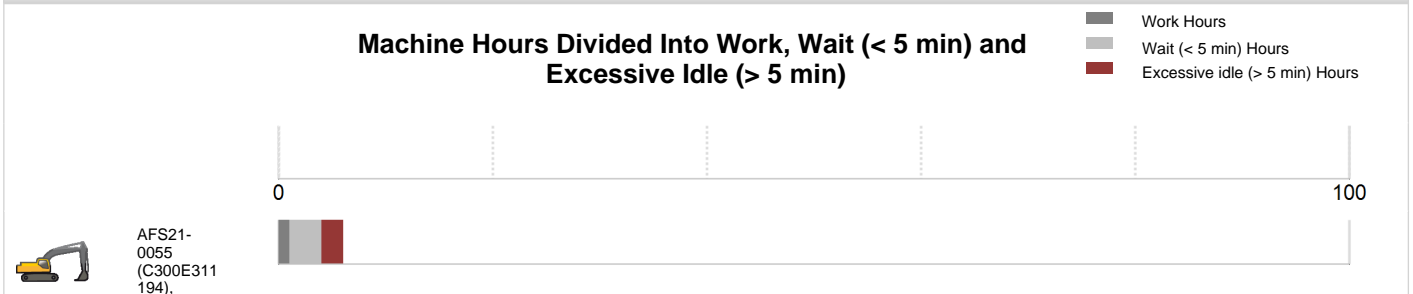 Machine Hours Divided Into Work, Wait (< 5 min) and
Excessive Idle (> 5 min)
Work Hours
Wait (< 5 min) Hours
Excessive idle (> 5 min) Hours
0
100
AFS21-
0055
(C300E311
194),